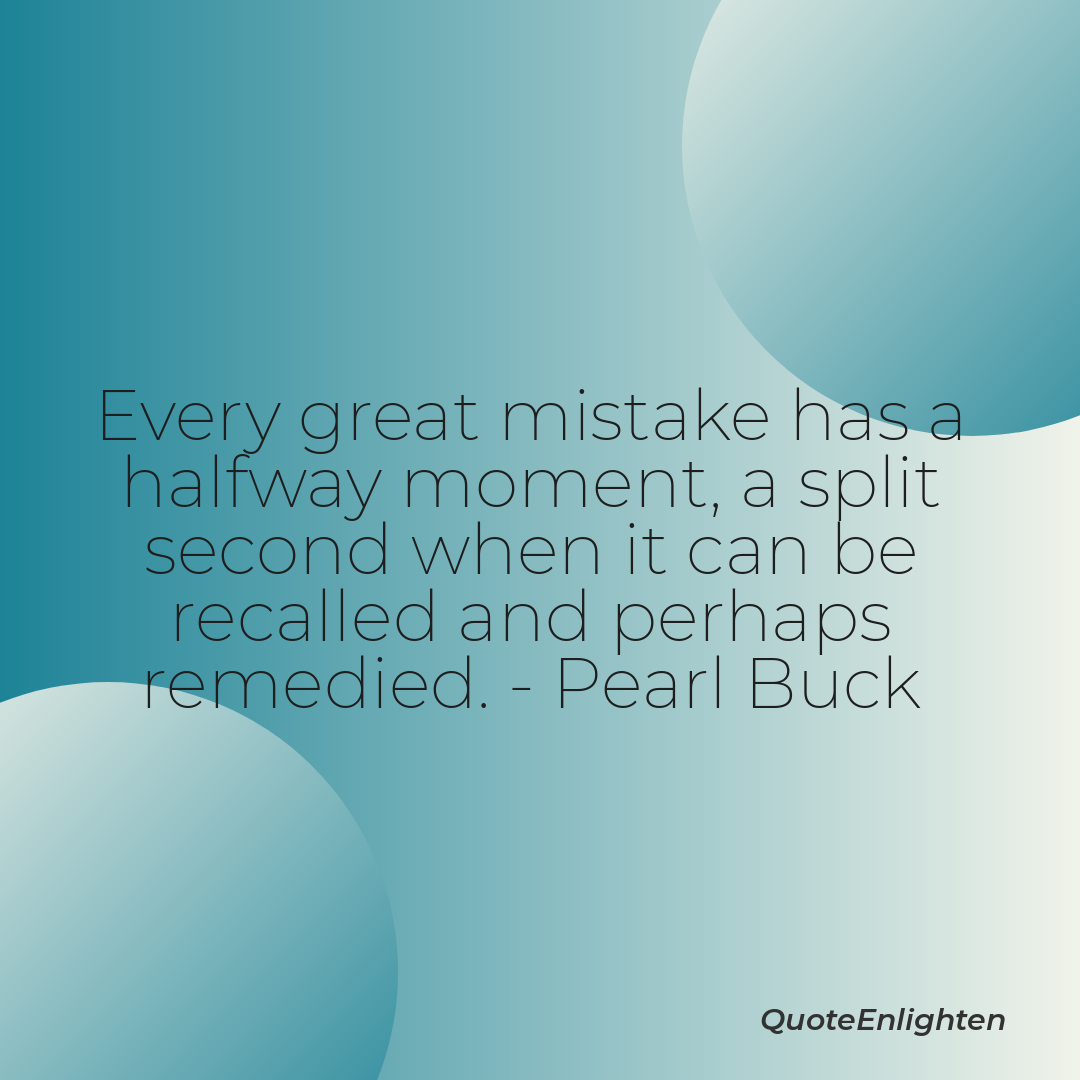 Every great mistake has a
halfway moment, a split
second when it can be
recalled and perhaps
remedied. - Pearl Buck
QuoteEnlighten